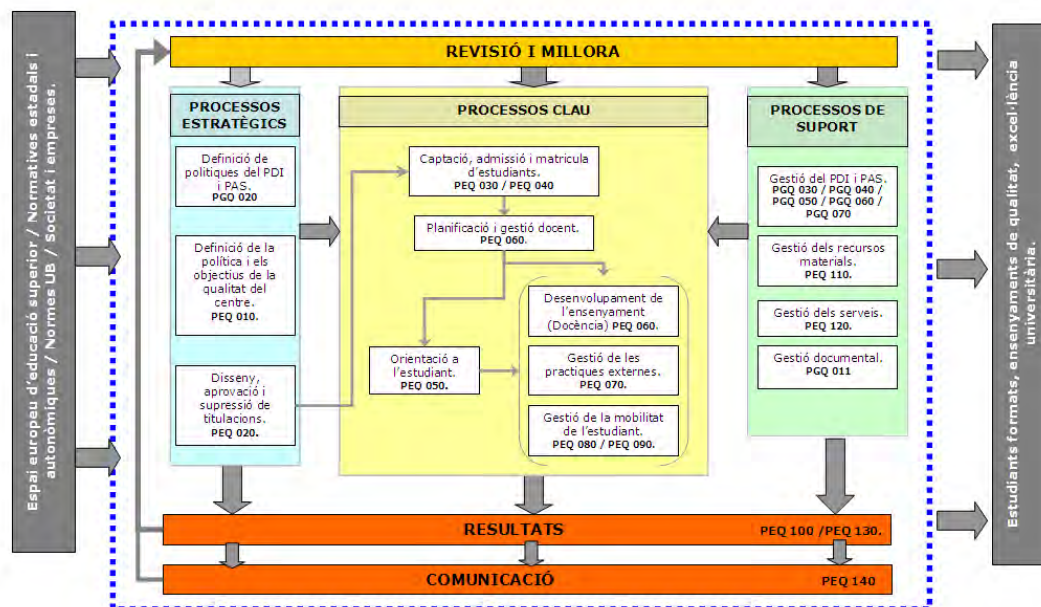 Espai europeu d'educació superior / Normatives estadals i
autonòmiques / Normes UB / Societat i empreses.
REVISIÓ I MILLORA
PROCESSOS
ESTRATÈGICS
Definició de
politiques del PDI
i PAS.
PGQ 020
Definició de la
política i els
objectius de la
qualitat del
centre.
PEQ 010.
Disseny,
aprovació i
supressió de
titulacions.
PEQ 020.
PROCESSOS CLAU
Captació, admissió i matricula
d'estudiants.
PEQ 030 / PEQ 040
Planificació i gestió docent.
PEQ 060.
Desenvolupament de
l'ensenyament
(Docència) PEQ 060.
Orientació a
l'estudiant.
PEQ 050.
Gestió de les
practiques externes.
PEQ 070.
Gestió de la mobilitat
de l'estudiant.
PEQ 080 / PEQ 090.
PROCESSOS DE
SUPORT
Gestió del PDI i PAS.
PGQ 030 / PGQ 040 /
PGQ 050 / PGQ 060 /
PGQ 070
Gestió dels recursos
materials.
PEQ 110.
Gestió dels serveis.
PEQ 120.
Gestió documental.
PGQ 011
RESULTATS
PEQ 100 /PEQ 130.
COMUNICACIÓ
PEQ 140
Estudiants formats, ensenyaments de qualitat, excel·lència
universitària.